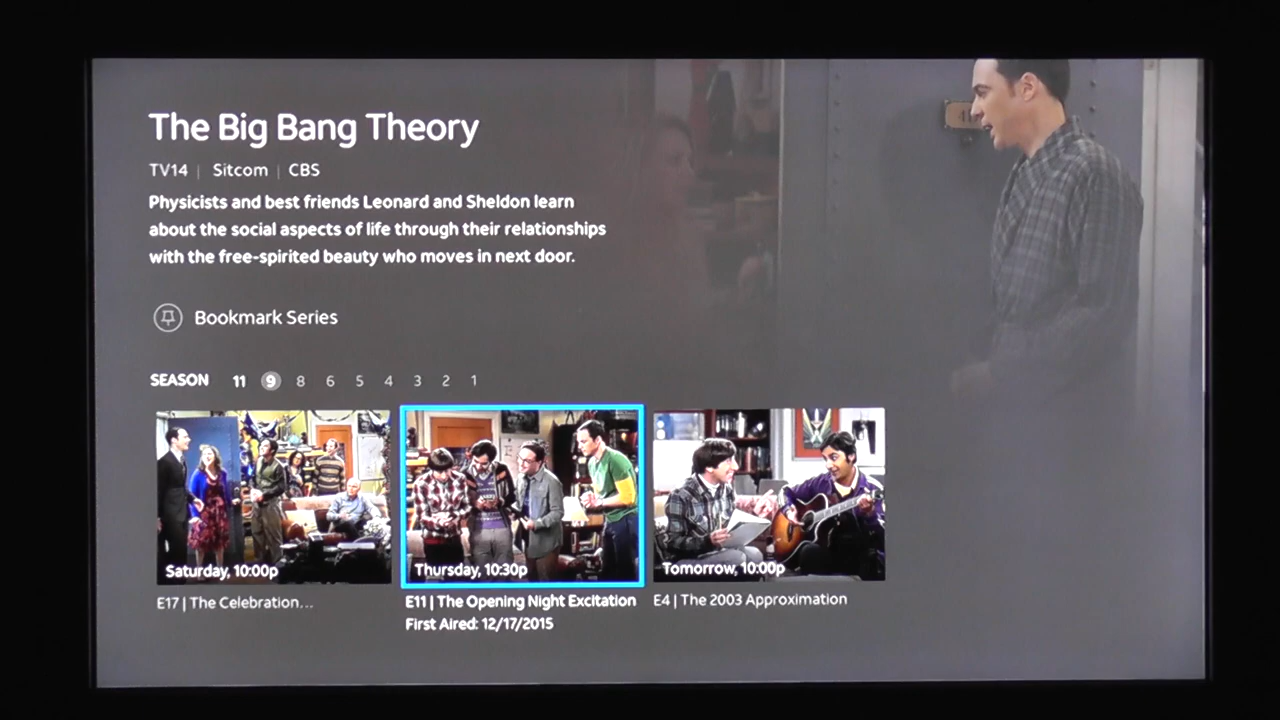 The Big Bang Theory
TV14 | Sitcom | CBS
Physicists and best friends Leonard and Sheldon learn
about the social aspects of life through their relationships
with the free-spirited beauty who moves in next door.
Bookmark Series
SEASON 11 9 8 6 5 4 3 2 1
Saturday, 10:00p
Thursday, 10:30p
Tomorrow, 10:00p
E17 | The Celebration...
E11 | The Opening Night Excitation
E4 | The 2003 Approximation
First Aired: 12/17/2015